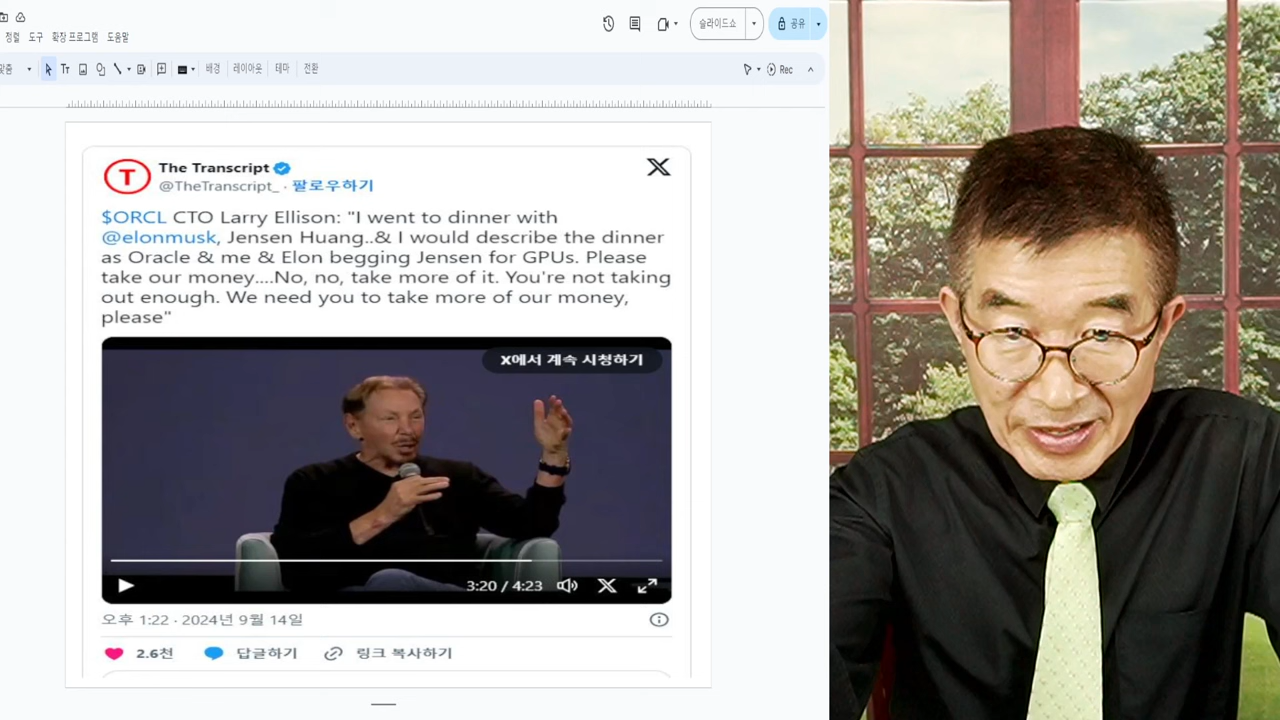 정렬 도구 확장 프로그램 도움말
슬라이드쇼
공유
맞춤
배경 레이아웃 테마 전환
Rec
T
The Transcript
@TheTranscript_ · 팔로우하기
$ORCL CTO Larry Ellison: "I went to dinner with
@elonmusk, Jensen Huang..& I would describe the dinner
as Oracle & me & Elon begging Jensen for GPUs. Please
take our money....No, no, take more of it. You're not taking
out enough. We need you to take more of our money,
please"
X에서 계속 시청하기
3:20 / 4:23
오후 1:22 · 2024년 9월 14일
2.6천 답글하기 링크 복사하기